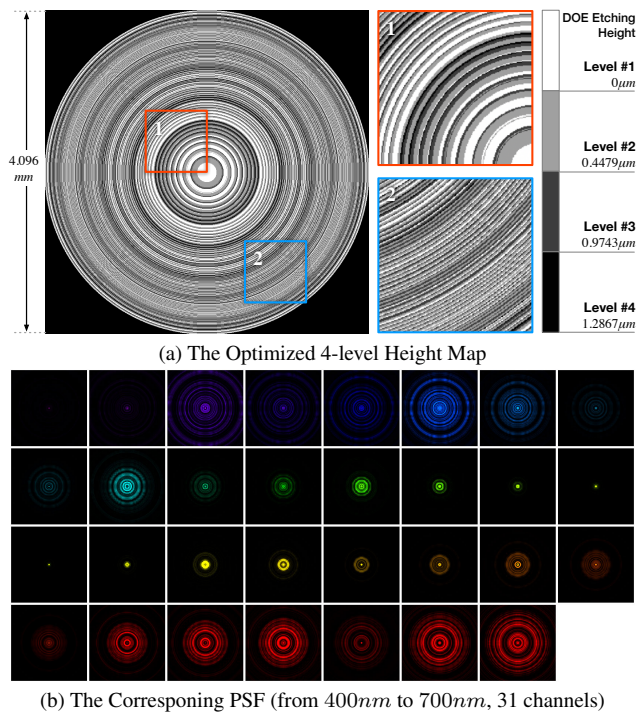 4.096
mm
1
2
1
2
DOE Etching
Height
Level #1
0μm
Level #2
0.4479μm
Level #3
0.9743μm
Level #4
1.2867μm
(a) The Optimized 4-level Height Map
(b) The Corresponing PSF (from 400nm to 700nm, 31 channels)